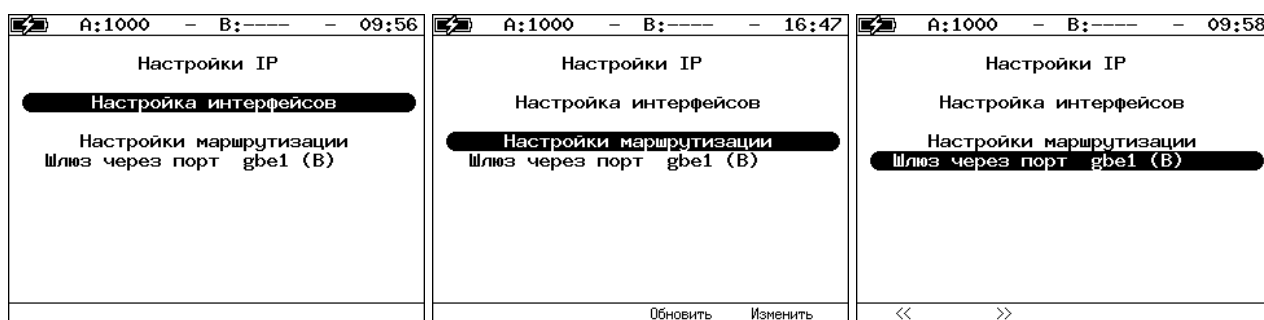 A:1000 – B:---- – 09:56
Настройки IP
Настройка интерфейсов
Настройки маршрутизации
Шлюз через порт gbe1 (B)
A:1000 – B:---- – 16:47
Настройки IP
Настройка интерфейсов
Настройки маршрутизации
Шлюз через порт gbe1 (B)
Обновить Изменить
A:1000 – B:---- – 09:58
Настройки IP
Настройка интерфейсов
Настройки маршрутизации
Шлюз через порт gbe1 (B)
<< >>